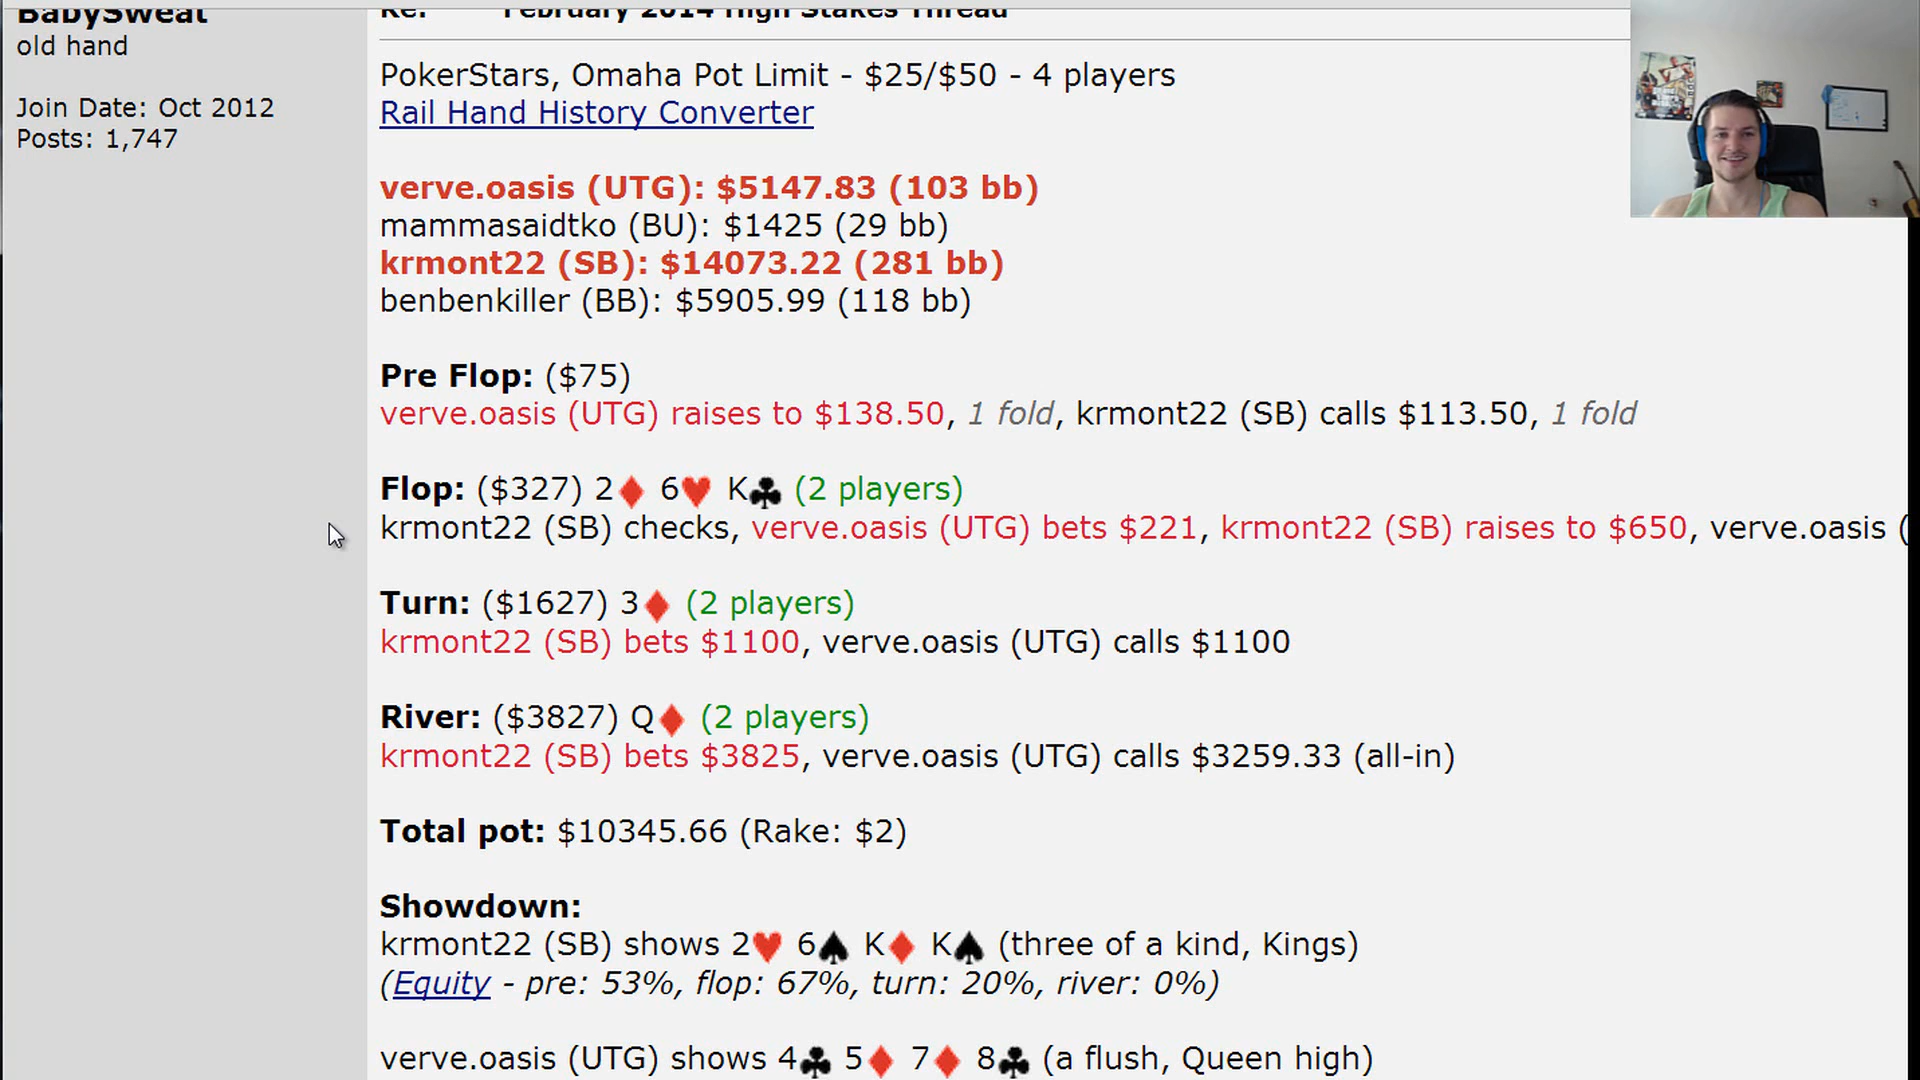 BabySweat
old hand
Join Date: Oct 2012
Posts: 1,747
Re: February 2014 High Stakes Thread
PokerStars, Omaha Pot Limit - $25/$50 - 4 players
Rail Hand History Converter
verve.oasis (UTG): $5147.83 (103 bb)
mammasaidtko (BU): $1425 (29 bb)
krmont22 (SB): $14073.22 (281 bb)
benbenkiller (BB): $5905.99 (118 bb)
Pre Flop: ($75)
verve.oasis (UTG) raises to $138.50, 1 fold, krmont22 (SB) calls $113.50, 1 fold
Flop: ($327) 2♦ 6♥ K♣ (2 players)
krmont22 (SB) checks, verve.oasis (UTG) bets $221, krmont22 (SB) raises to $650, verve.oasis (
Turn: ($1627) 3♦ (2 players)
krmont22 (SB) bets $1100, verve.oasis (UTG) calls $1100
River: ($3827) Q♦ (2 players)
krmont22 (SB) bets $3825, verve.oasis (UTG) calls $3259.33 (all-in)
Total pot: $10345.66 (Rake: $2)
Showdown:
krmont22 (SB) shows 2♥ 6♠ K♦ K♠ (three of a kind, Kings)
(Equity - pre: 53%, flop: 67%, turn: 20%, river: 0%)
verve.oasis (UTG) shows 4♣ 5♦ 7♦ 8♣ (a flush, Queen high)